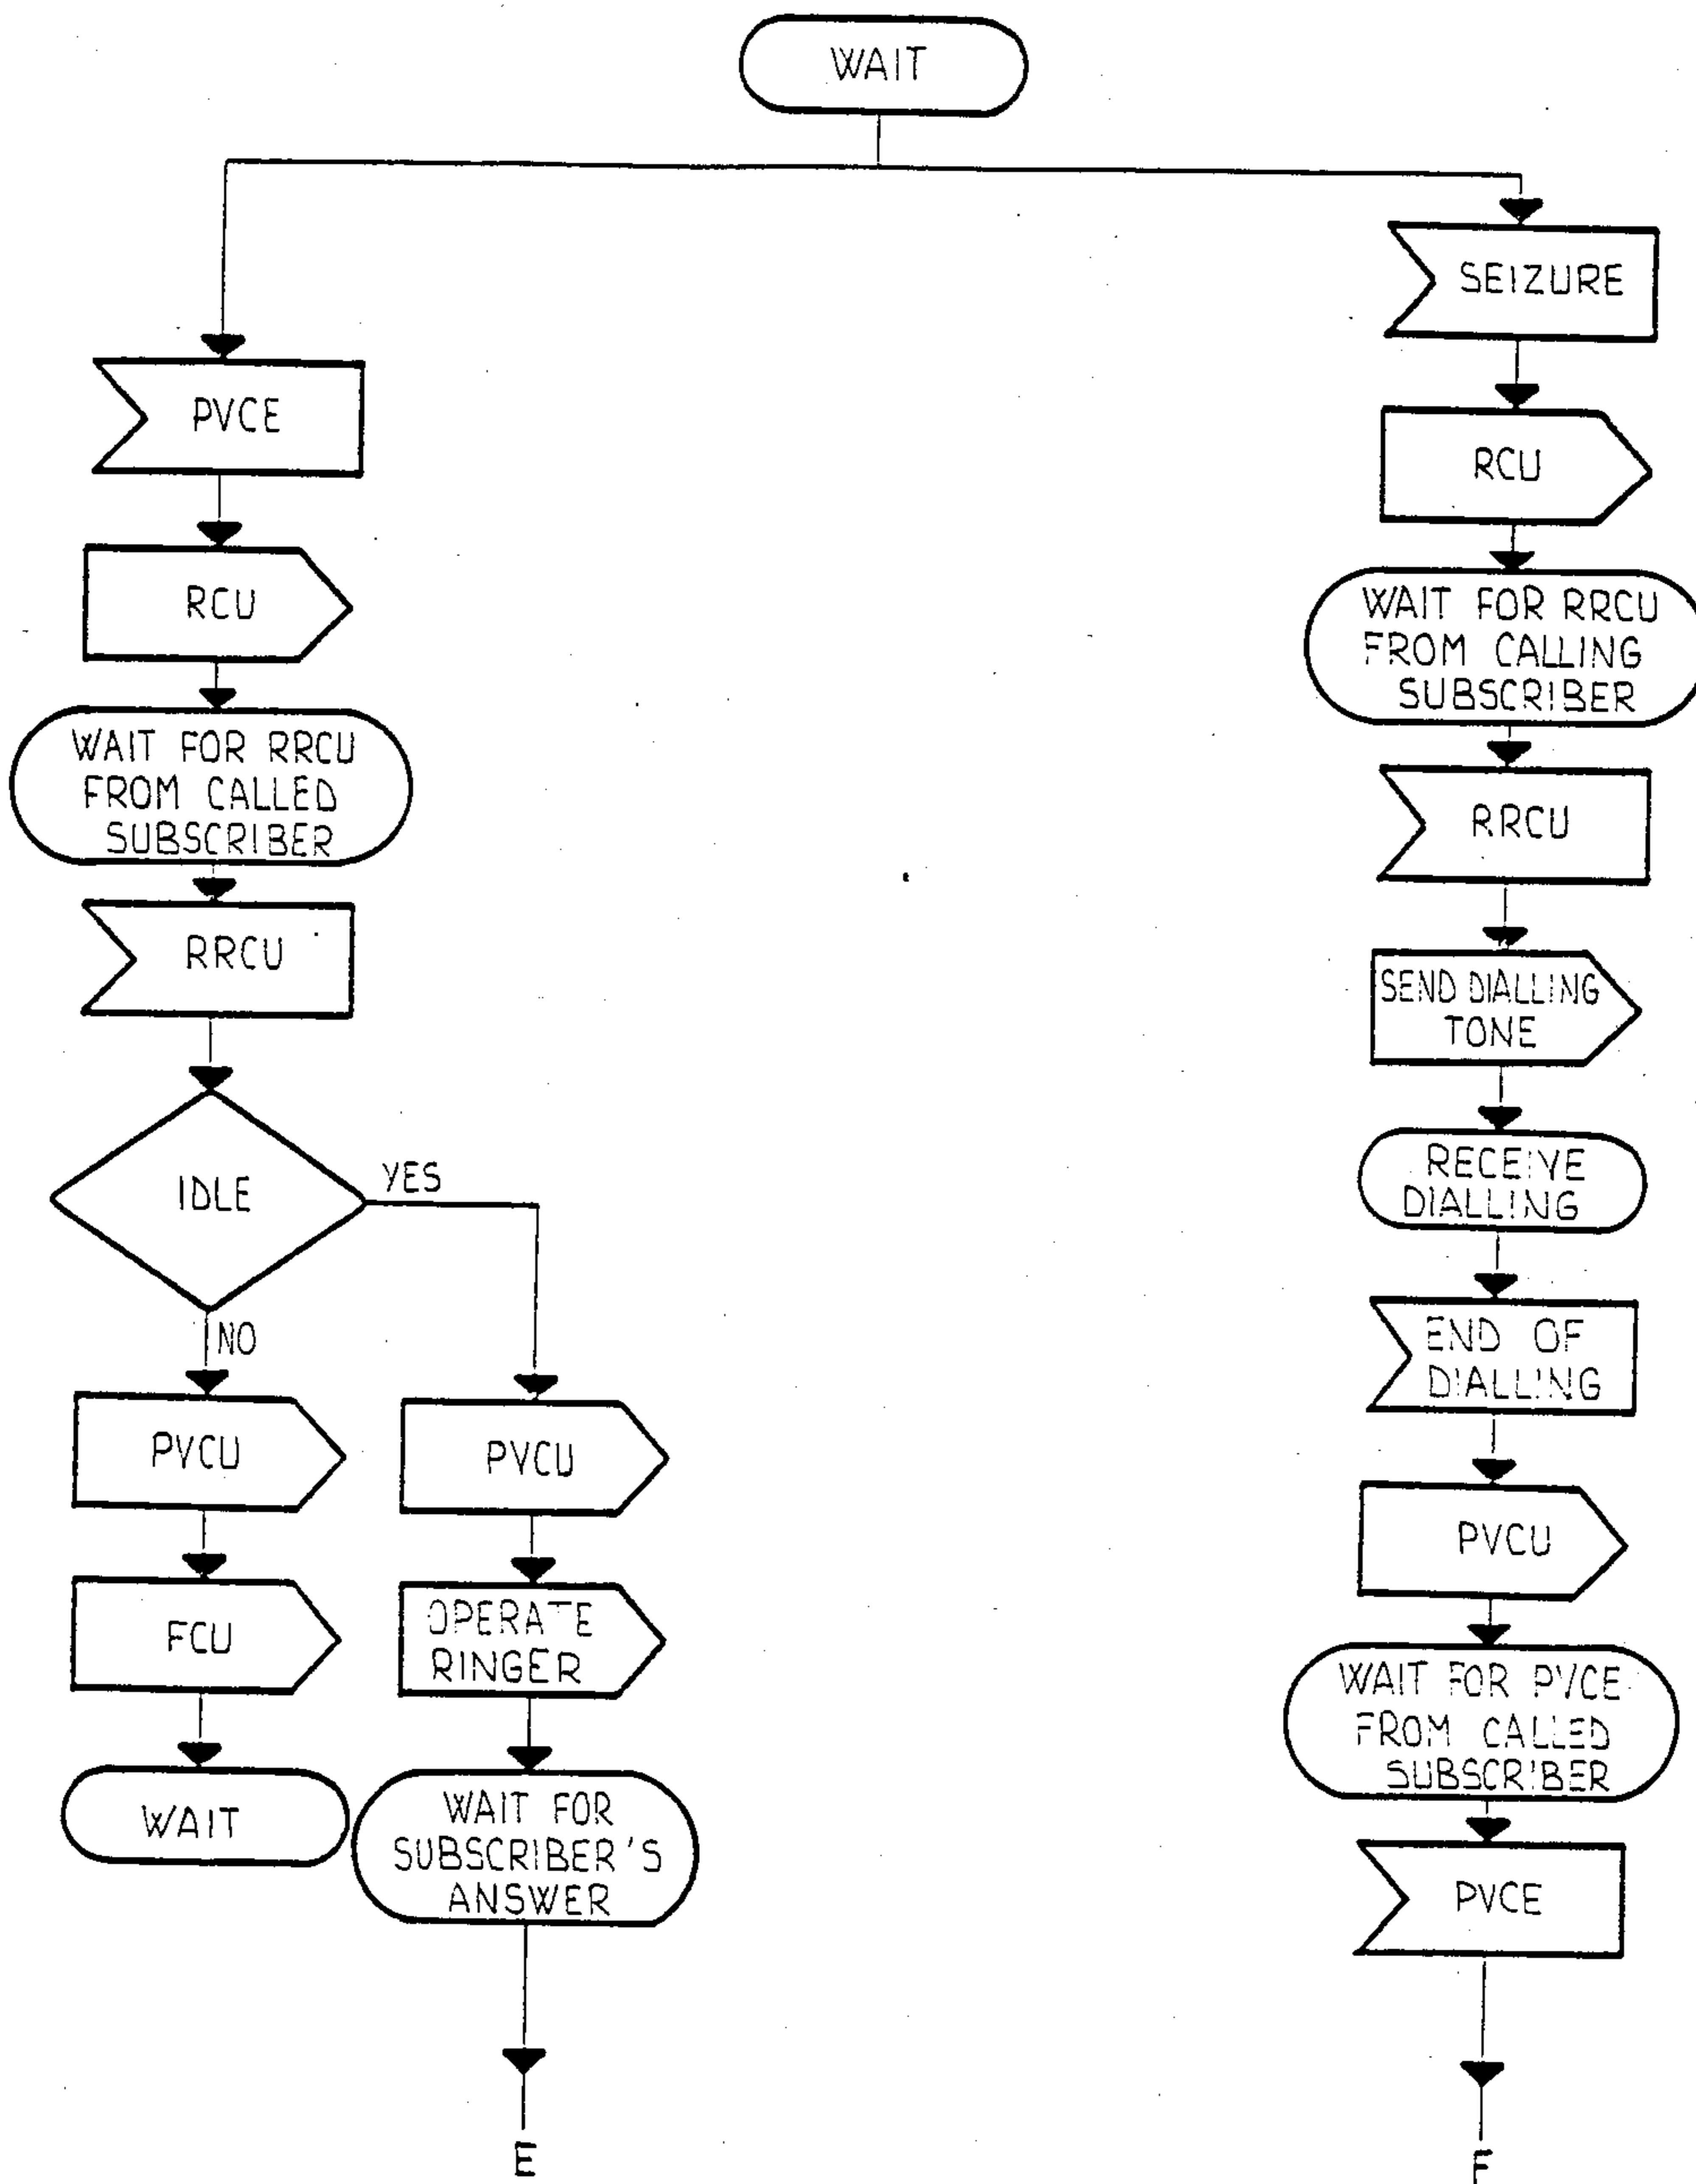 WAIT
PVCE
RCU
WAIT FOR RRCU
FROM CALLED
SUBSCRIBER
RRCU
IDLE
YES
NO
PVCU
FCU
WAIT
PVCU
OPERATE
RINGER
WAIT FOR
SUBSCRIBER'S
ANSWER
E
SEIZURE
RCU
WAIT FOR RRCU
FROM CALLING
SUBSCRIBER
RRCU
SEND DIALLING
TONE
RECEIVE
DIALLING
END OF
DIALLING
PVCU
WAIT FOR PVCE
FROM CALLED
SUBSCRIBER
PVCE